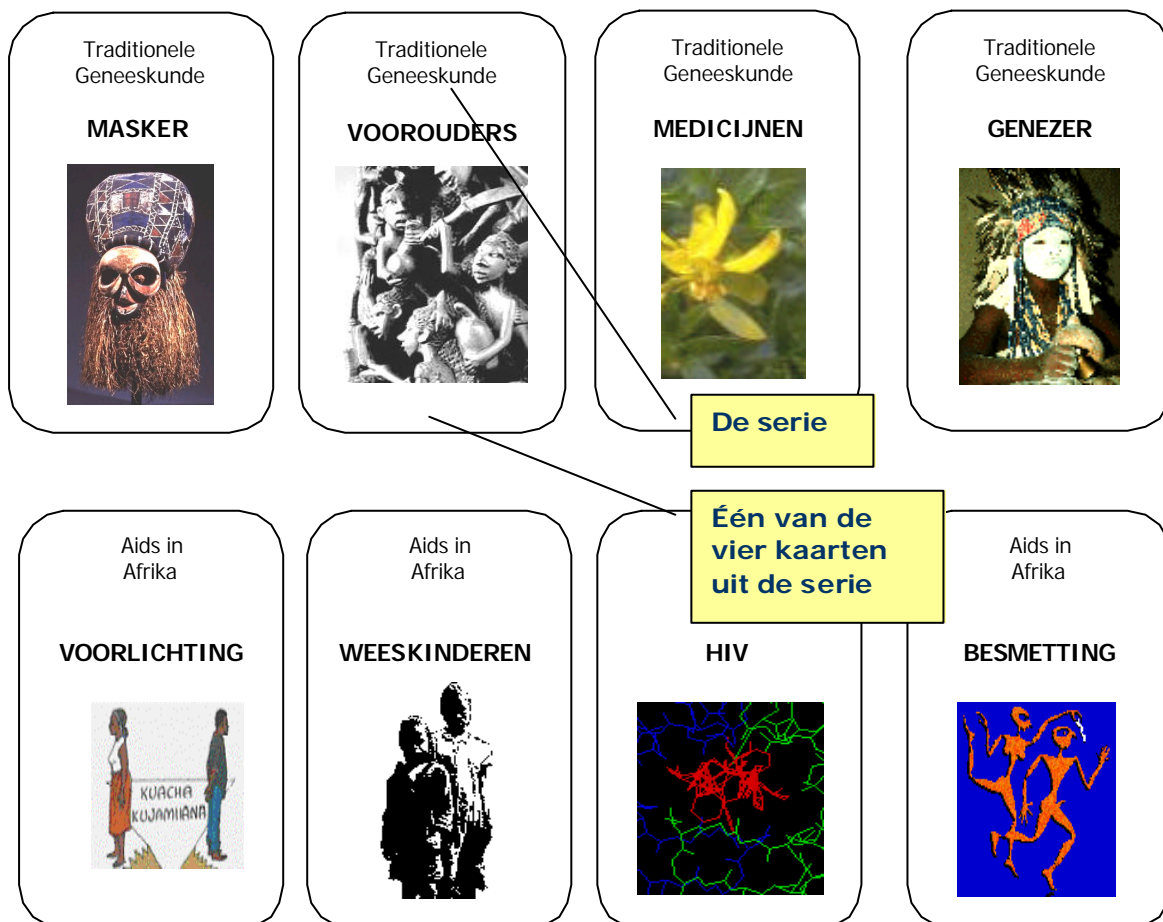 Traditionele
Geneeskunde
MASKER
Traditionele
Geneeskunde
VOOROUDERS
Traditionele
Geneeskunde
MEDICIJNEN
Traditionele
Geneeskunde
GENEZER
De serie
Één van de
vier kaarten
uit de serie
Aids in
Afrika
VOORLICHTING
KUACHA
KUJAMIIANA
Aids in
Afrika
WEESKINDEREN
HIV
Aids in
Afrika
BESMETTING